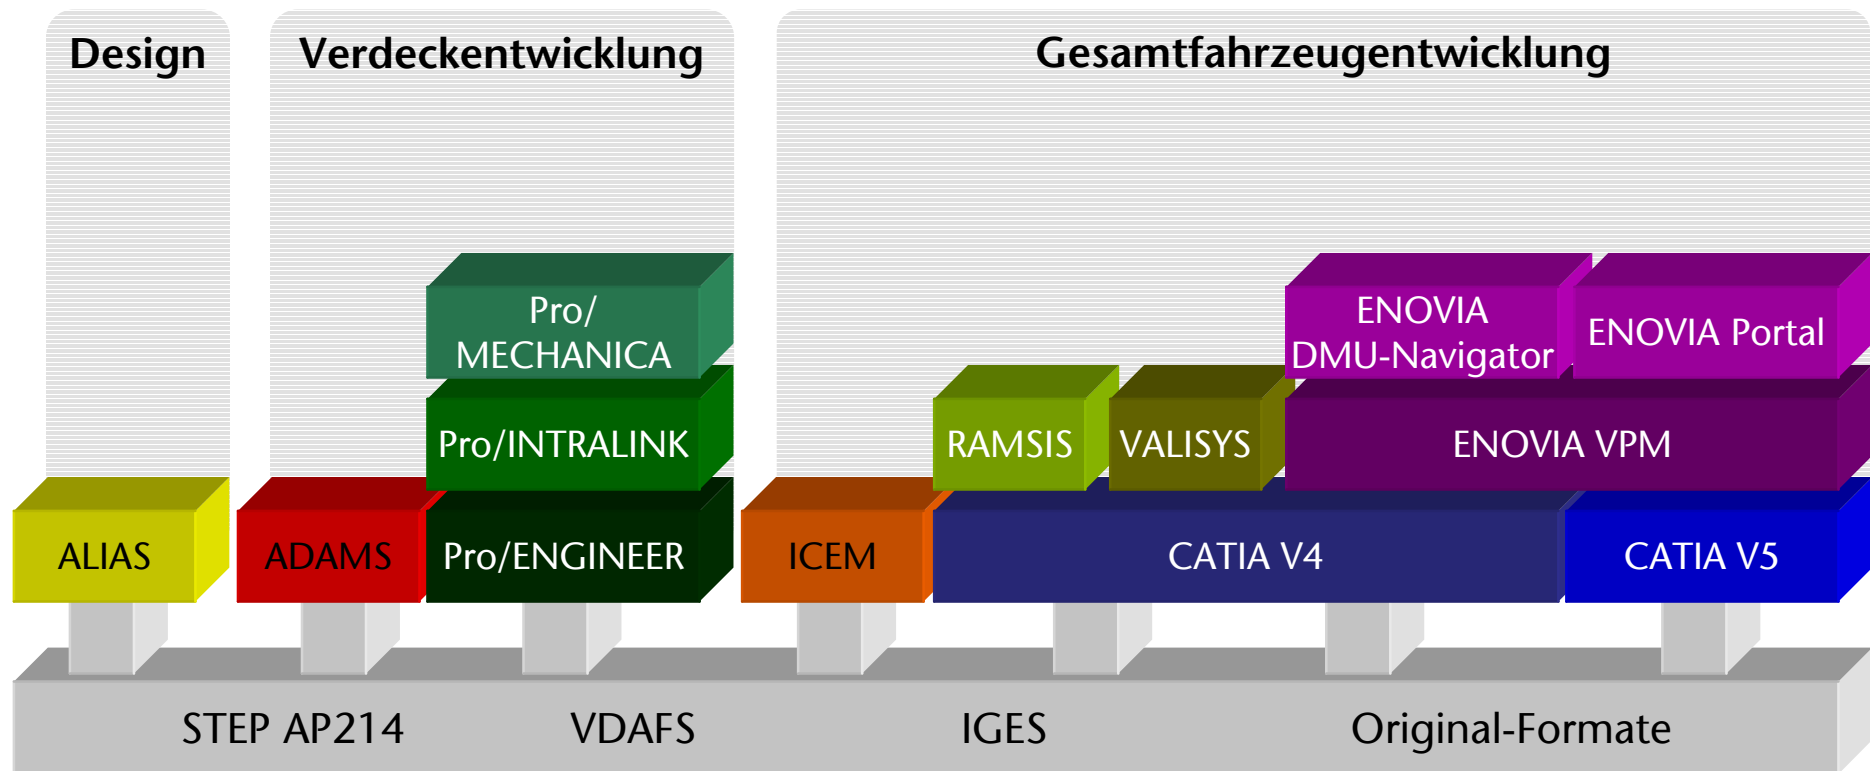 Design
Verdeckentwicklung
Gesamtfahrzeugentwicklung
Pro/
MECHANICA
ENOVIA
DMU-Navigator
ENOVIA Portal
Pro/INTRALINK
RAMSIS
VALISYS
ENOVIA VPM
ALIAS
ADAMS
Pro/ENGINEER
ICEM
CATIA V4
CATIA V5
STEP AP214
VDAFS
IGES
Original-Formate